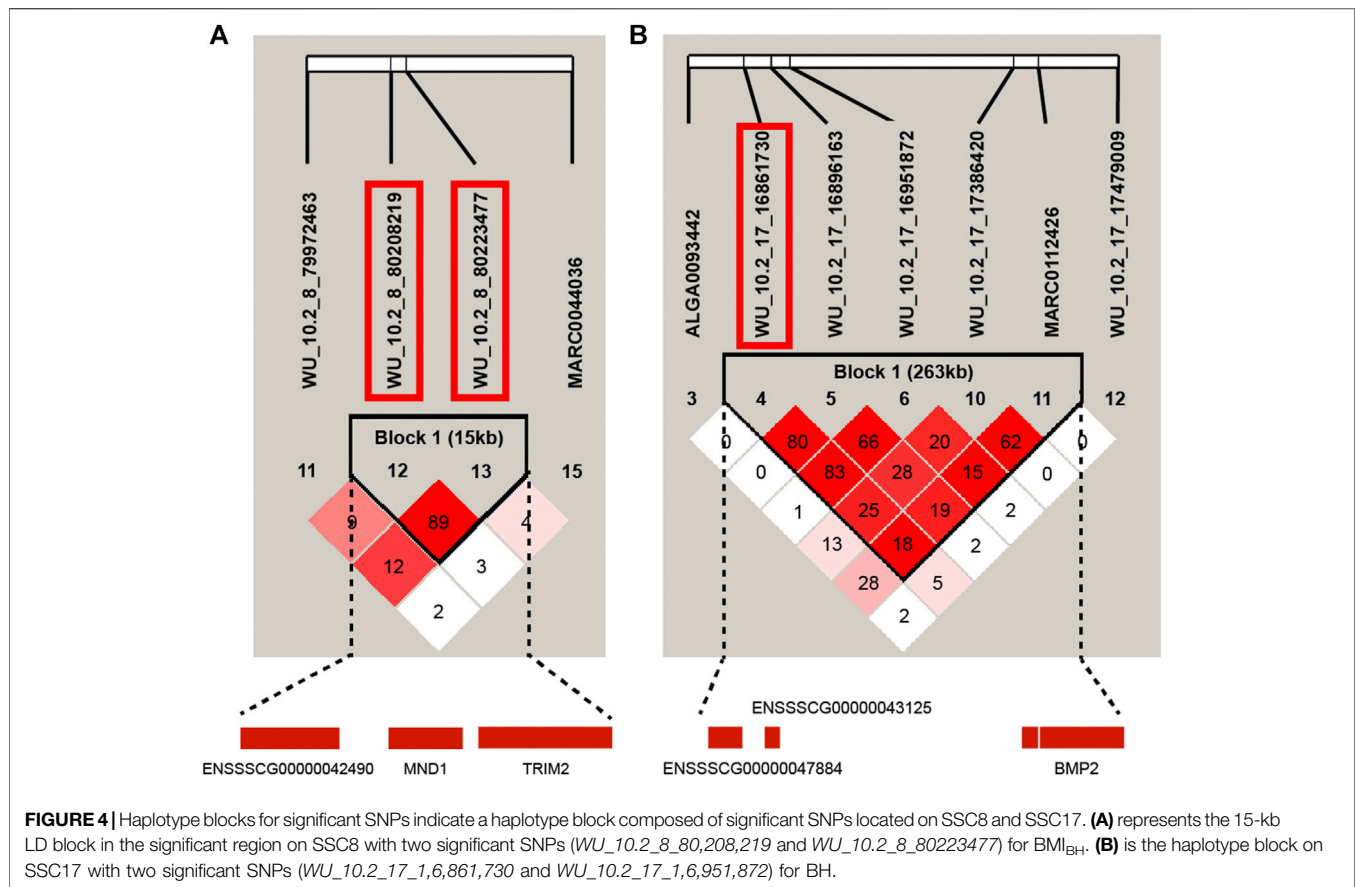 A
B
WU_10.2_8_79972463
WU_10.2_8_80208219
WU_10.2_8_80223477
MARC0044036
Block 1 (15kb)
11 12 13 15
9 89 4
12 3
2
ALGA0093442
WU_10.2_17_16861730
WU_10.2_17_16896163
WU_10.2_17_16951872
WU_10.2_17_17386420
MARC0112426
WU_10.2_17_17479009
Block 1 (263kb)
3 4 5 6 10 11 12
0 80 66 20 62 0
0 83 28 15 0
1 25 19 2
13 18 2
28 5
2
ENSSSCG00000042490 MND1 TRIM2
ENSSSCG00000043125
ENSSSCG00000047884 BMP2
FIGURE 4 | Haplotype blocks for significant SNPs indicate a haplotype block composed of significant SNPs located on SSC8 and SSC17. (A) represents the 15-kb
LD block in the significant region on SSC8 with two significant SNPs (WU_10.2_8_80,208,219 and WU_10.2_8_80223477) for BMI_BH. (B) is the haplotype block on
SSC17 with two significant SNPs (WU_10.2_17_1,6,861,730 and WU_10.2_17_1,6,951,872) for BH.